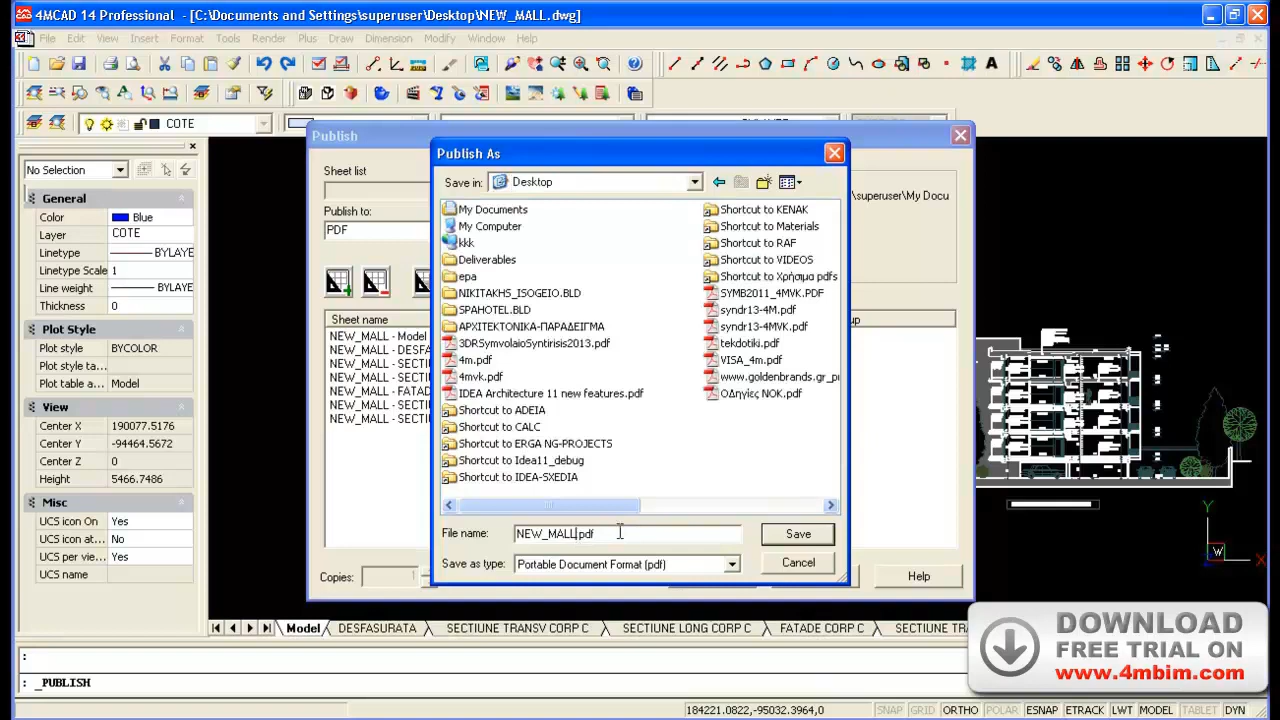 4MCAD 14 Professional - [C:\Documents and Settings\superuser\Desktop\NEW_MALL.dwg]
File Edit View Insert Format Tools Render Plus Draw Dimension Modify Window Help
COTE
No Selection
General
Color Blue
Layer COTE
Linetype BYLAYE
Linetype Scale 1
Line weight BYLAYE
Thickness 0
Plot Style
Plot style BYCOLOR
Plot style ta...
Plot table a... Model
View
Center X 190077.5176
Center Y -94464.5672
Center Z 0
Height 5466.7486
Misc
UCS icon On Yes
UCS icon at... No
UCS per vie... Yes
UCS name
Publish
Sheet list
Publish to:
PDF
\superuser\My Docu
Sheet name
NEW_MALL - Model
NEW_MALL - DESFA
NEW_MALL - SECTI
NEW_MALL - SECTI
NEW_MALL - FATAD
NEW_MALL - SECTI
NEW_MALL - SECTI
Copies: 1
Help
Publish As
Save in: Desktop
My Documents
My Computer
kkk
Deliverables
epa
NIKITAKHS_ISOGEIO.BLD
SPAHOTEL.BLD
ΑΡΧΙΤΕΚΤΟΝΙΚΑ-ΠΑΡΑΔΕΙΓΜΑ
3DRSymvolaioSyntirisis2013.pdf
4m.pdf
4mvk.pdf
IDEA Architecture 11 new features.pdf
Shortcut to ADEIA
Shortcut to CALC
Shortcut to ERGA NG-PROJECTS
Shortcut to Idea11_debug
Shortcut to IDEA-SXEDIA
Shortcut to KENAK
Shortcut to Materials
Shortcut to RAF
Shortcut to VIDEOS
Shortcut to Χρήσιμα pdfs
SYMB2011_4MVK.PDF
syndr13-4M.pdf
syndr13-4MVK.pdf
tekdotiki.pdf
VISA_4m.pdf
www.goldenbrands.gr_pu
Οδηγίες ΝΟΚ.pdf
File name: NEW_MALL.pdf
Save
Save as type: Portable Document Format (pdf)
Cancel
Y
W
Model DESFASURATA SECTIUNE TRANSV CORP C SECTIUNE LONG CORP C FATADE CORP C SECTIUNE TRA
:
: _PUBLISH
184221.0822,-95032.3964,0 SNAP GRID ORTHO POLAR ESNAP ETRACK LWT MODEL TABLET DYN
DOWNLOAD
FREE TRIAL ON
www.4mbim.com